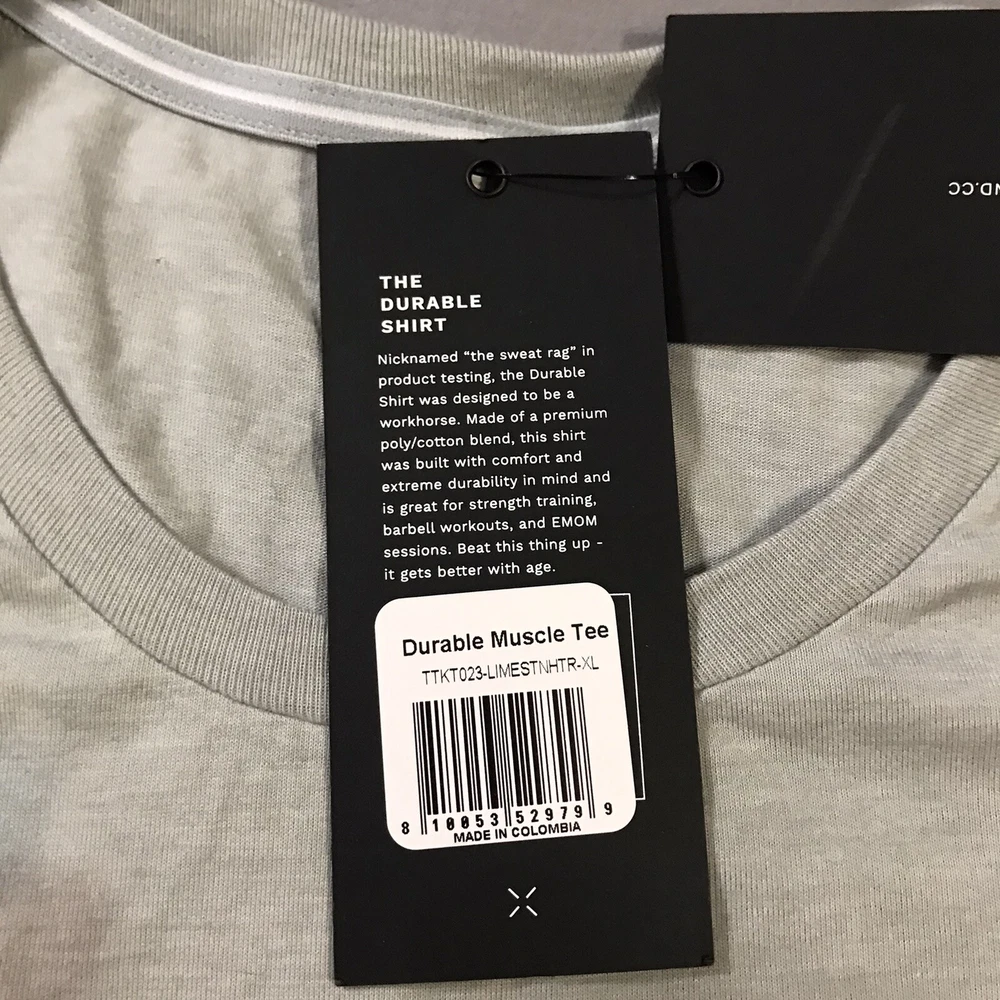 THE
DURABLE
SHIRT
Nicknamed “the sweat rag” in
product testing, the Durable
Shirt was designed to be a
workhorse. Made of a premium
poly/cotton blend, this shirt
was built with comfort and
extreme durability in mind and
is great for strength training,
barbell workouts, and EMOM
sessions. Beat this thing up -
it gets better with age.
Durable Muscle Tee
TTKT023-LIMESTNHTR-XL
8 10053 52979 9
MADE IN COLOMBIA
ND.CC